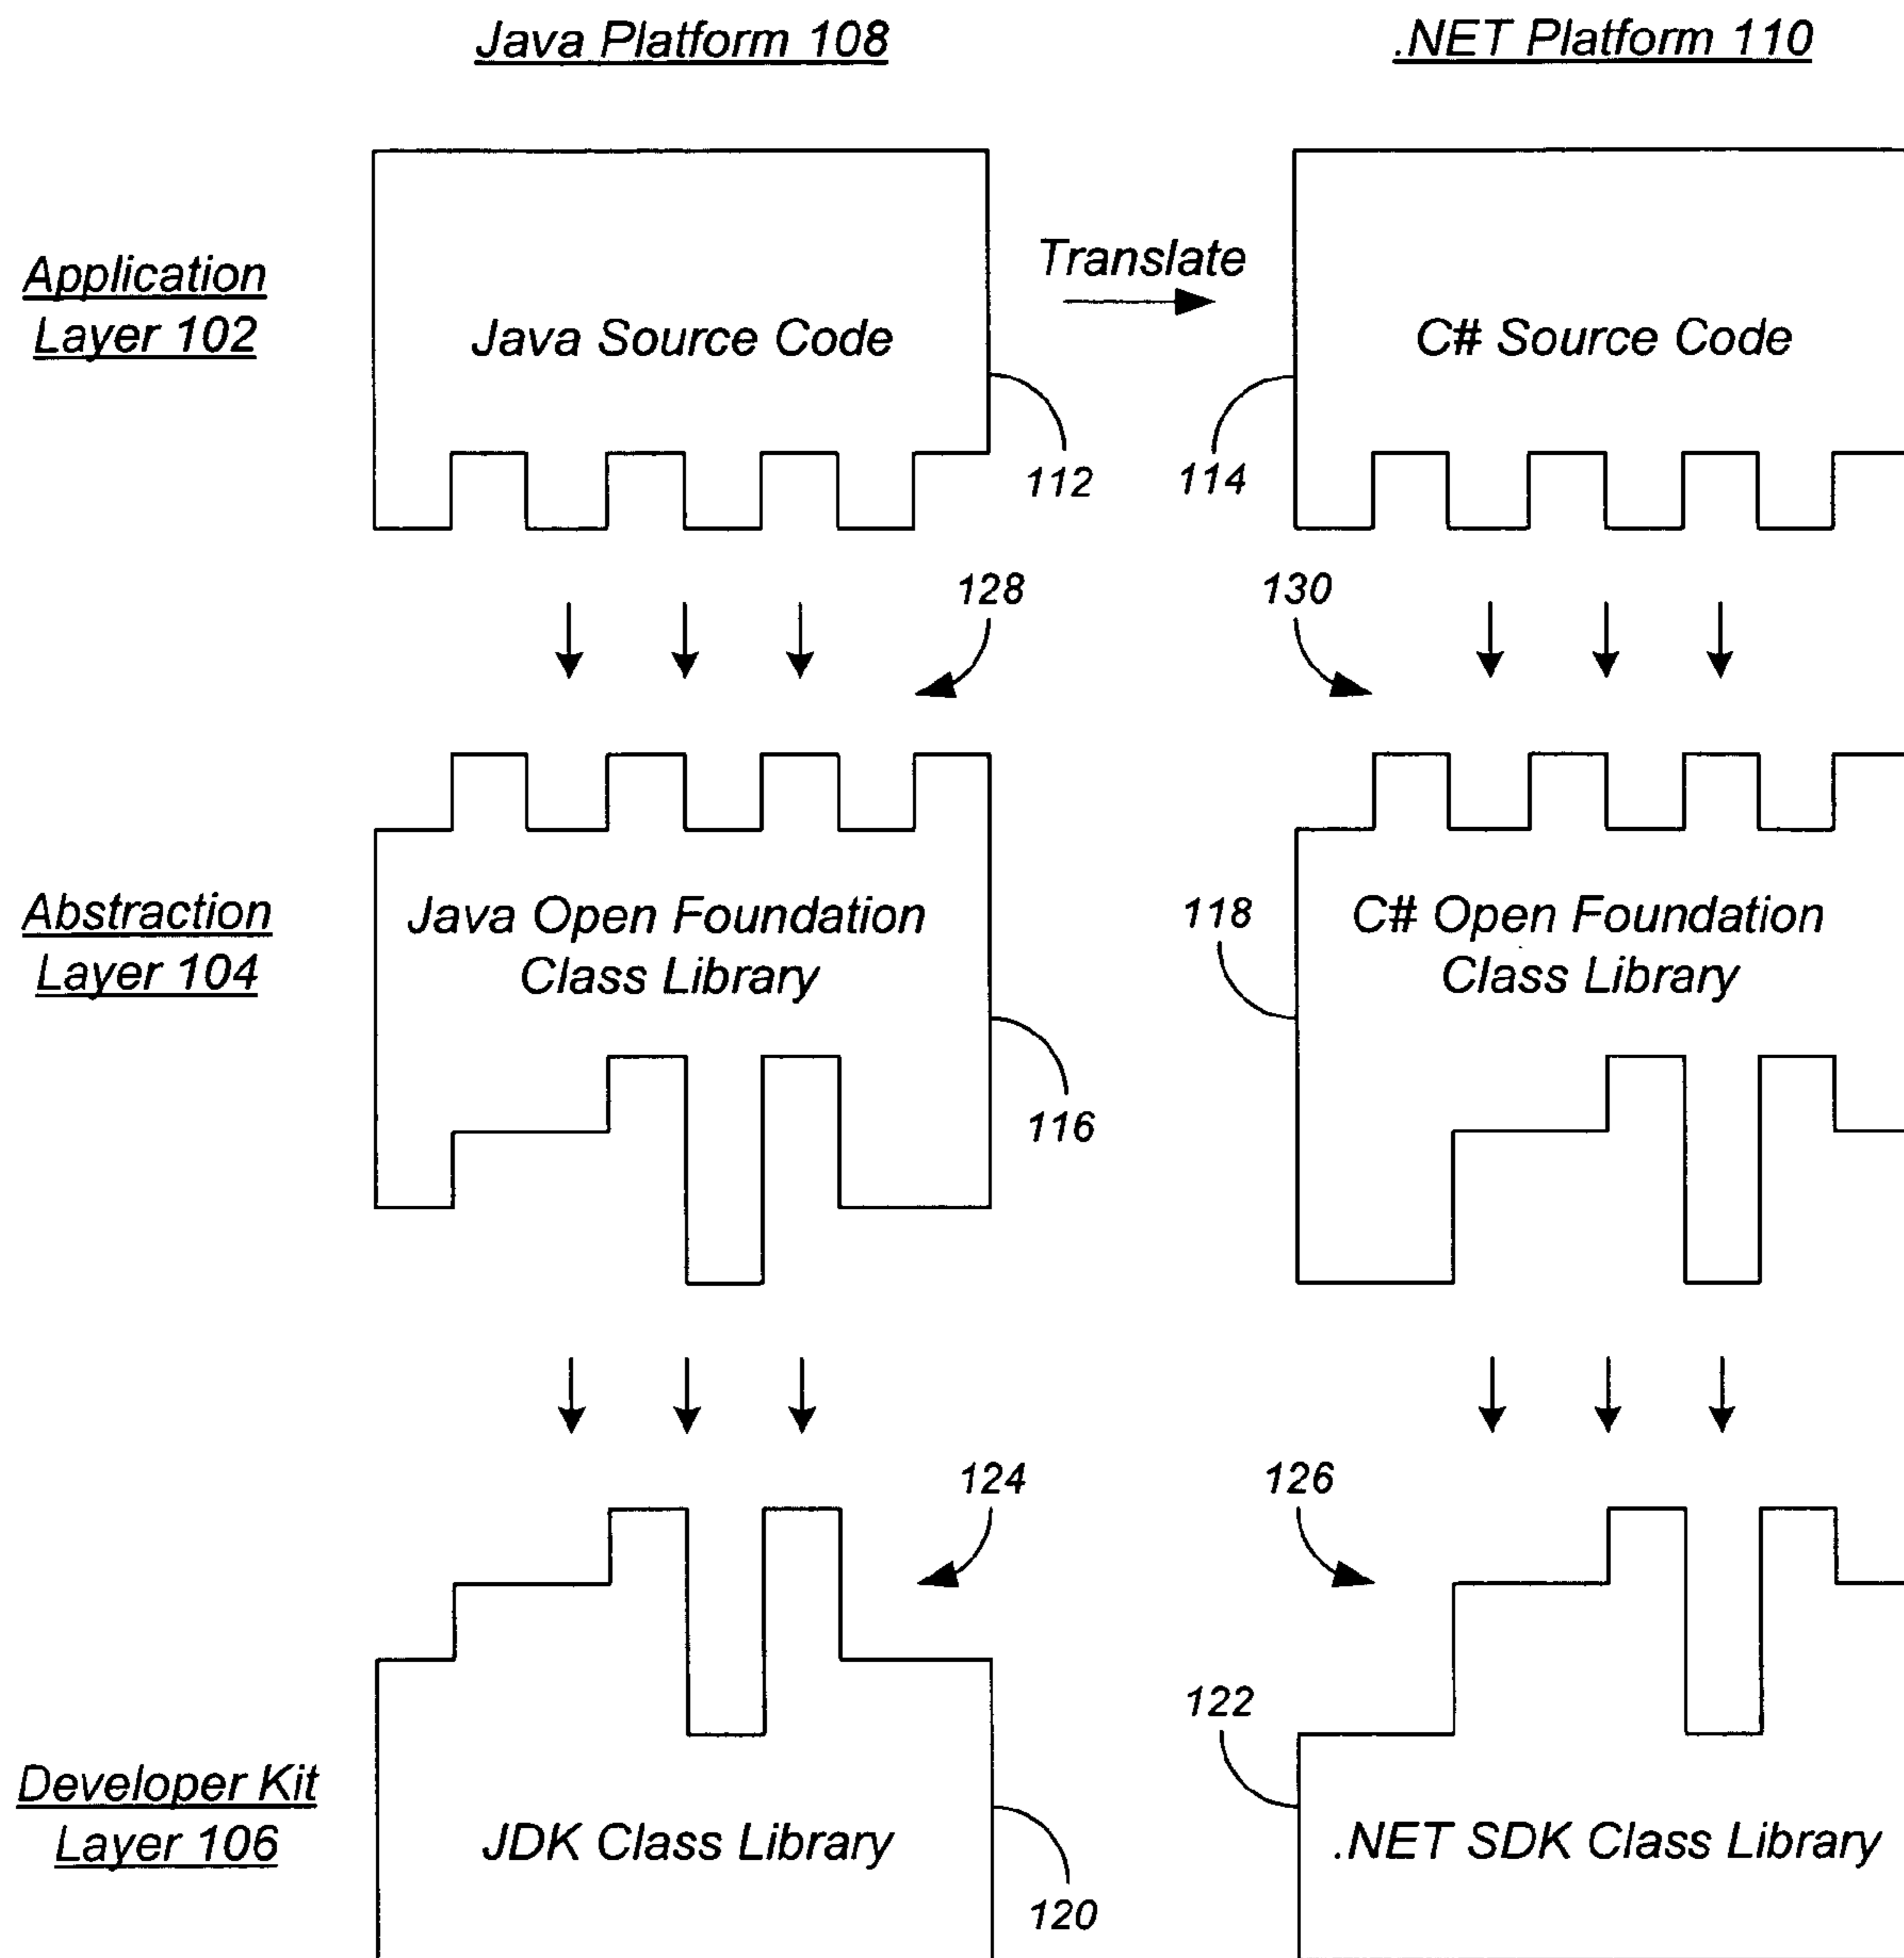 Java Platform 108
.NET Platform 110
Application
Layer 102
Java Source Code
Translate
C# Source Code
112
114
128
130
Abstraction
Layer 104
Java Open Foundation
Class Library
118
C# Open Foundation
Class Library
116
124
126
122
Developer Kit
Layer 106
JDK Class Library
.NET SDK Class Library
120